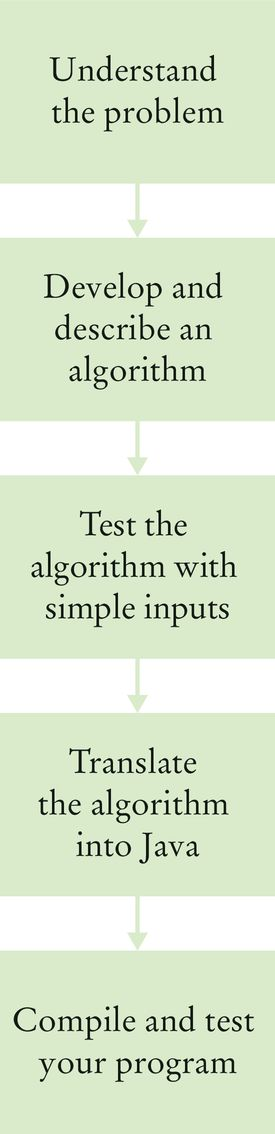 Understand
the problem
Develop and
describe an
algorithm
Test the
algorithm with
simple inputs
Translate
the algorithm
into Java
Compile and test
your program